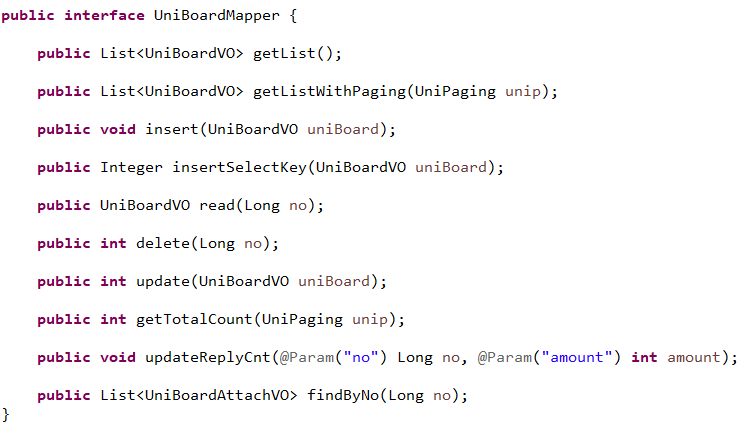 public interface UniBoardMapper {
public List<UniBoardVO> getList();
public List<UniBoardVO> getListWithPaging(UniPaging unip);
public void insert(UniBoardVO uniBoard);
public Integer insertSelectKey(UniBoardVO uniBoard);
public UniBoardVO read(Long no);
public int delete(Long no);
public int update(UniBoardVO uniBoard);
public int getTotalCount(UniPaging unip);
public void updateReplyCnt(@Param("no") Long no, @Param("amount") int amount);
public List<UniBoardAttachVO> findByNo(Long no);
}